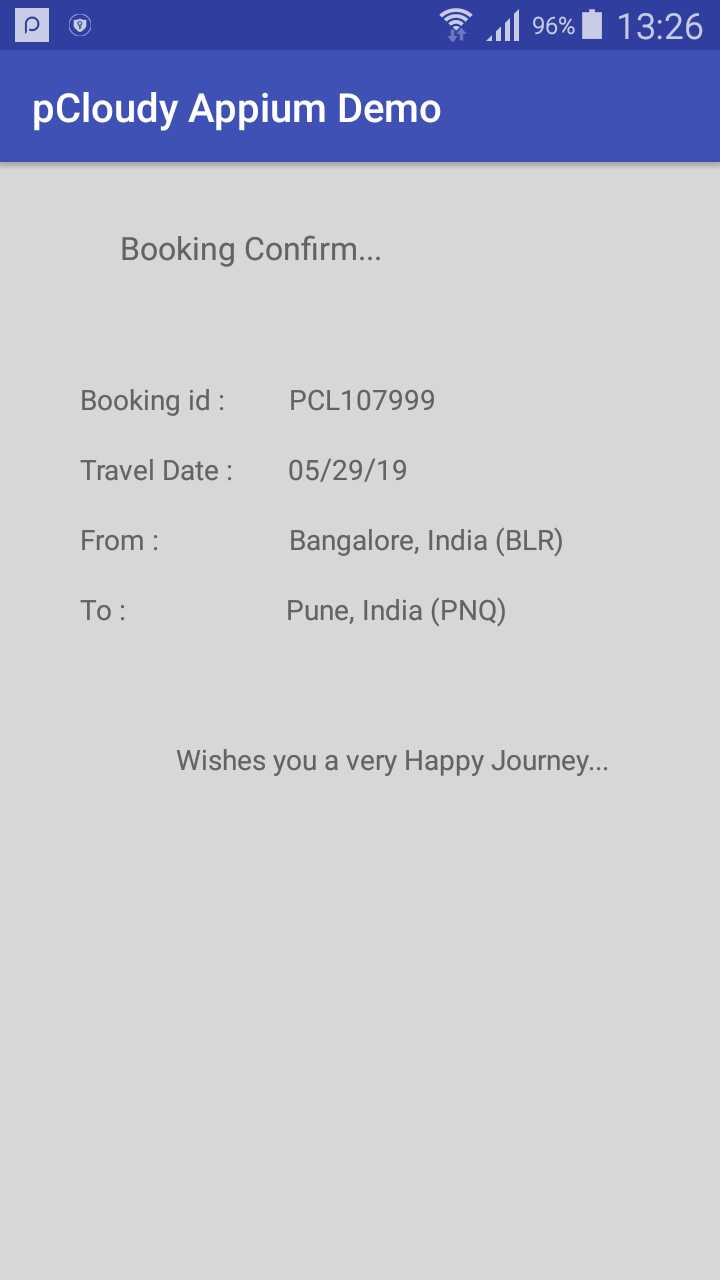 96% 13:26
pCloudy Appium Demo
Booking Confirm...
Booking id : PCL107999
Travel Date : 05/29/19
From : Bangalore, India (BLR)
To : Pune, India (PNQ)
Wishes you a very Happy Journey...